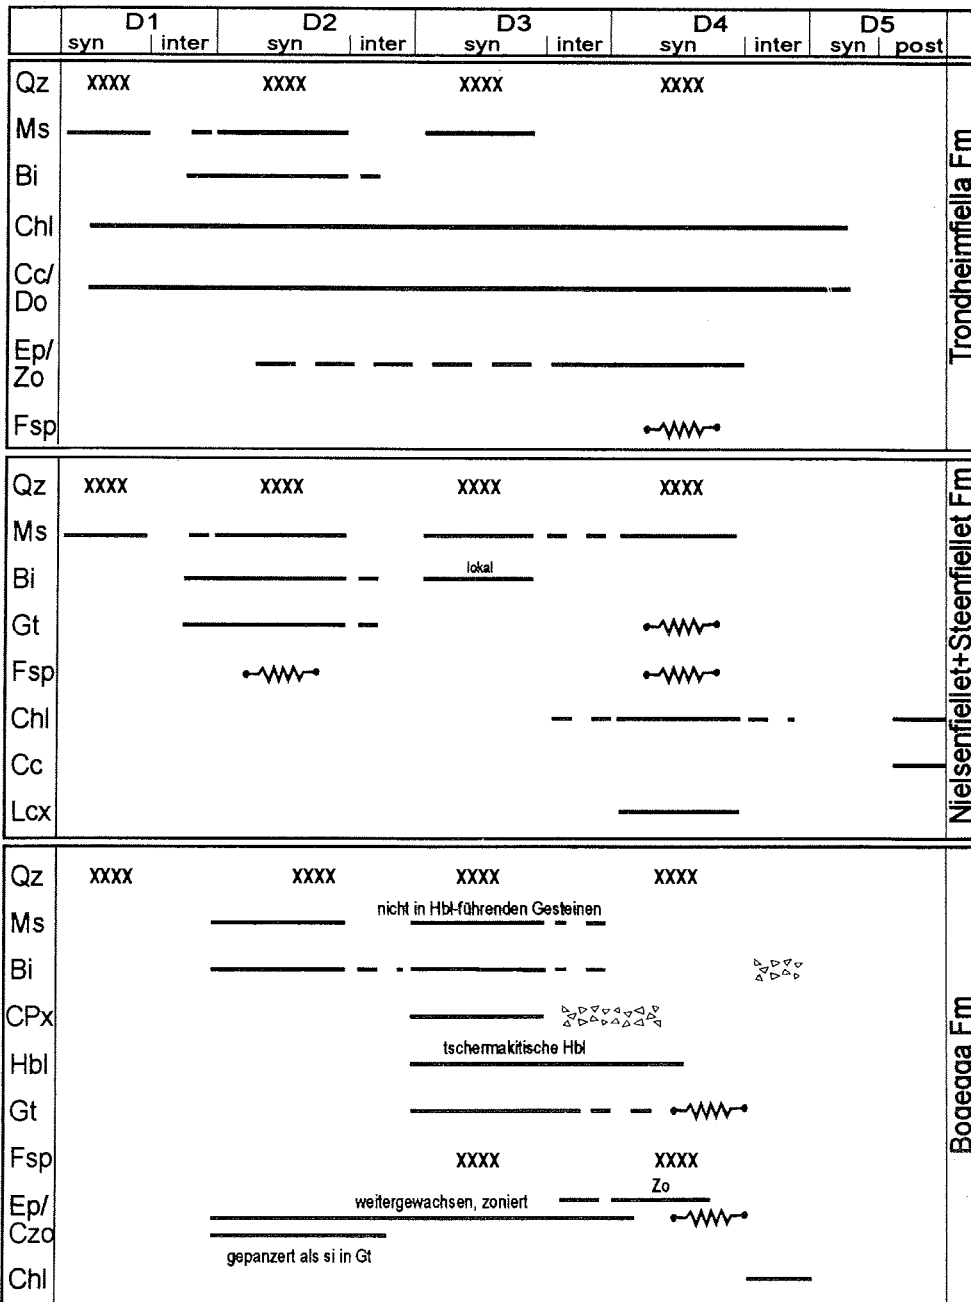 D1 D2 D3 D4 D5
syn inter syn inter syn inter syn inter syn post
Qz XXXX XXXX XXXX XXXX
Ms
Bi
Chl
Cc/
Do
Ep/
Zo
Fsp
Trondheimfjella Fm
Qz XXXX XXXX XXXX XXXX
Ms
Bi lokal
Gt
Fsp
Chl
Cc
Lcx
Nielsenfjellet+Steenfjellet Fm
Qz XXXX XXXX XXXX XXXX
nicht in Hbl-führenden Gesteinen
Ms
Bi
CPx
tschermakitische Hbl
Hbl
Gt
Fsp XXXX XXXX
Zo
Ep/ weitergewachsen, zoniert
Czo
gepanzert als si in Gt
Chl
Bogegga Fm